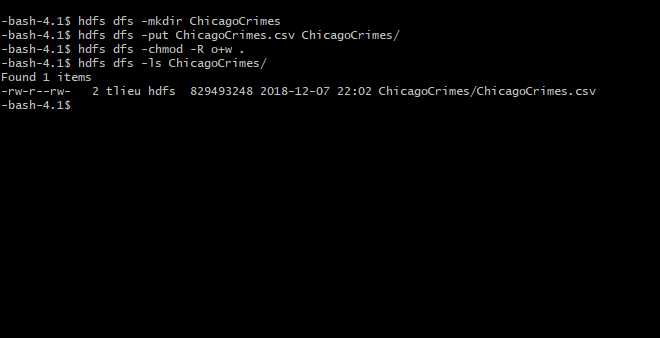 -bash-4.1$ hdfs dfs -mkdir ChicagoCrimes
-bash-4.1$ hdfs dfs -put ChicagoCrimes.csv ChicagoCrimes/
-bash-4.1$ hdfs dfs -chmod -R o+w .
-bash-4.1$ hdfs dfs -ls ChicagoCrimes/
Found 1 items
-rw-r--rw-   2 tlieu hdfs  829493248 2018-12-07 22:02 ChicagoCrimes/ChicagoCrimes.csv
-bash-4.1$